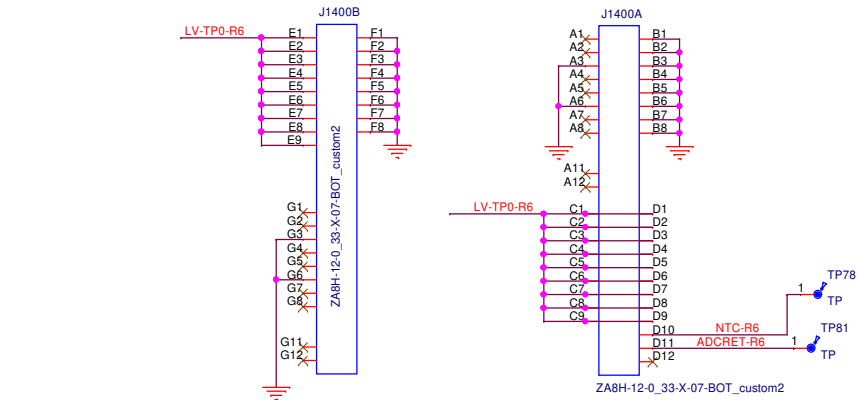 J1400B
LV-TP0-R6
E1
E2
E3
E4
E5
E6
E7
E8
E9
F1
F2
F3
F4
F5
F6
F7
F8
G1
G2
G3
G4
G5
G6
G7
G8
G11
G12
ZA8H-12-0_33-X-07-BOT_custom2
J1400A
A1
A2
A3
A4
A5
A6
A7
A8
A11
A12
B1
B2
B3
B4
B5
B6
B7
B8
LV-TP0-R6
C1
C2
C3
C4
C5
C6
C7
C8
C9
D1
D2
D3
D4
D5
D6
D7
D8
D9
D10
D11
D12
NTC-R6
ADCRET-R6
1
TP78
TP
1
TP81
TP
ZA8H-12-0_33-X-07-BOT_custom2